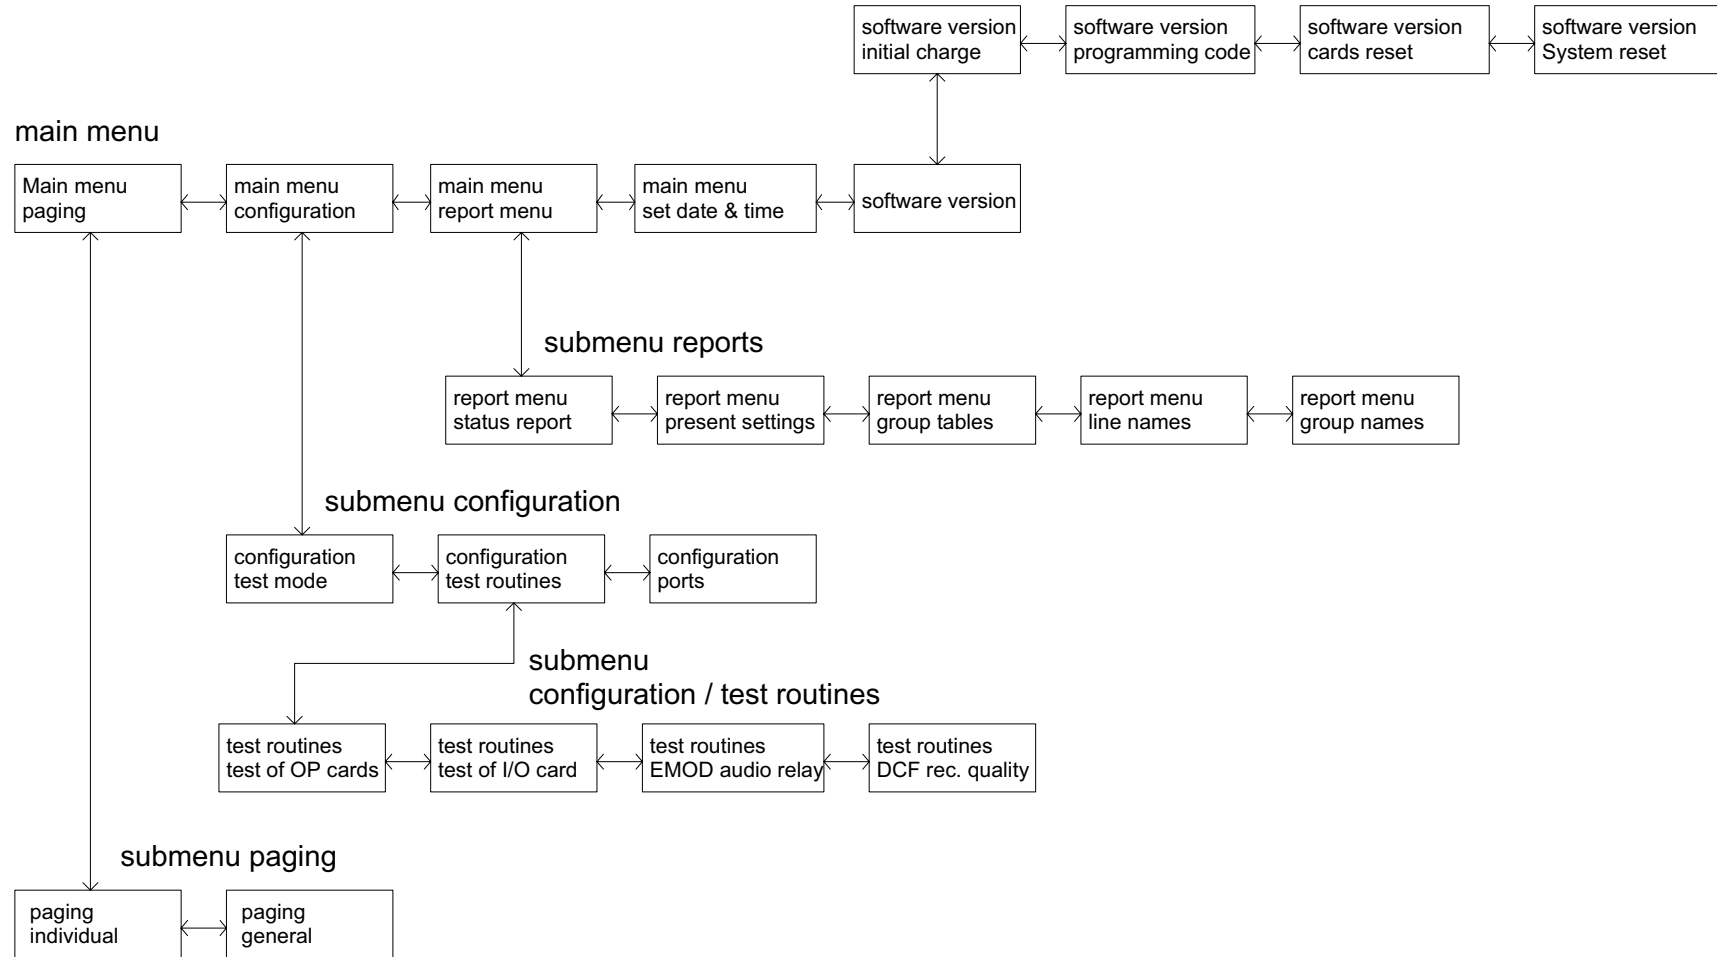 software version
initial charge
software version
programming code
software version
cards reset
software version
System reset
main menu
Main menu
paging
main menu
configuration
main menu
report menu
main menu
set date & time
software version
submenu reports
report menu
status report
report menu
present settings
report menu
group tables
report menu
line names
report menu
group names
submenu configuration
configuration
test mode
configuration
test routines
configuration
ports
submenu
configuration / test routines
test routines
test of OP cards
test routines
test of I/O card
test routines
EMOD audio relay
test routines
DCF rec. quality
submenu paging
paging
individual
paging
general